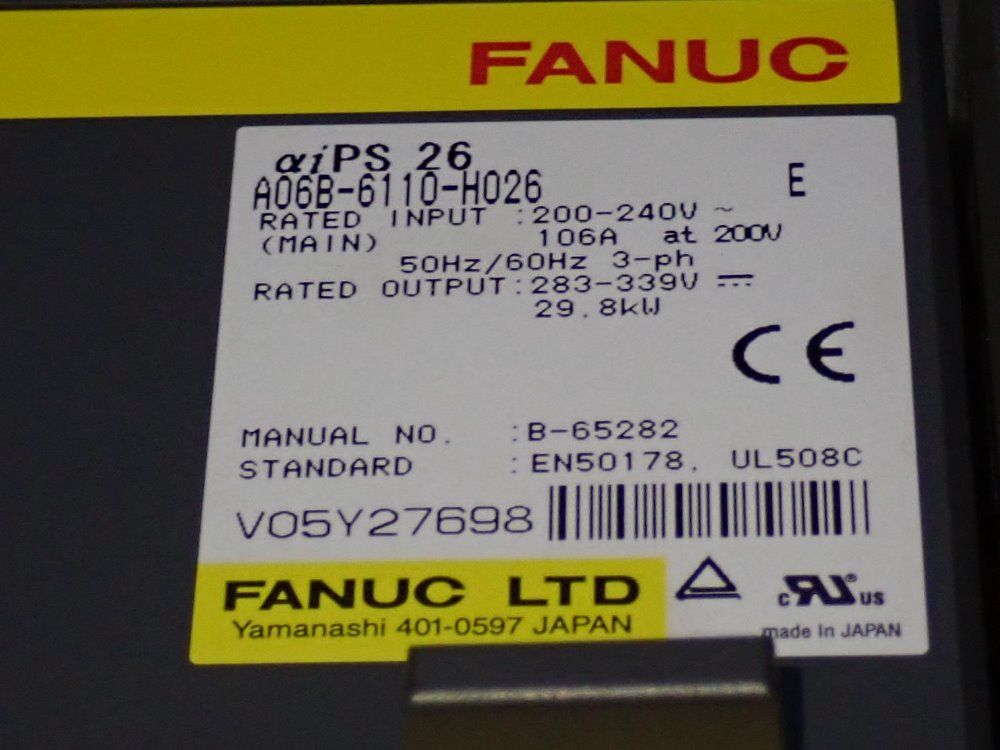 FANUC
αiPS 26
A06B-6110-H026 E
RATED INPUT :200-240V ~
(MAIN) 106A at 200V
50Hz/60Hz 3-ph
RATED OUTPUT:283-339V ⎓
29.8kW
CE
MANUAL NO. :B-65282
STANDARD :EN50178, UL508C
V05Y27698
FANUC LTD
Yamanashi 401-0597 JAPAN
c RU® US
made in JAPAN